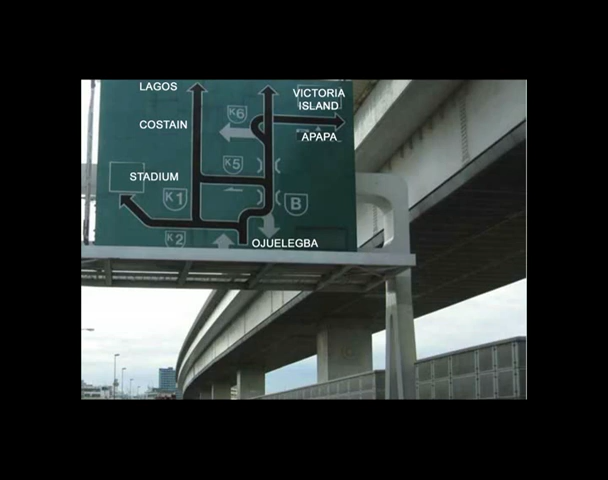 LAGOS
VICTORIA
ISLAND
K6
COSTAIN
APAPA
K5
STADIUM
K1
B
K2
OJUELEGBA